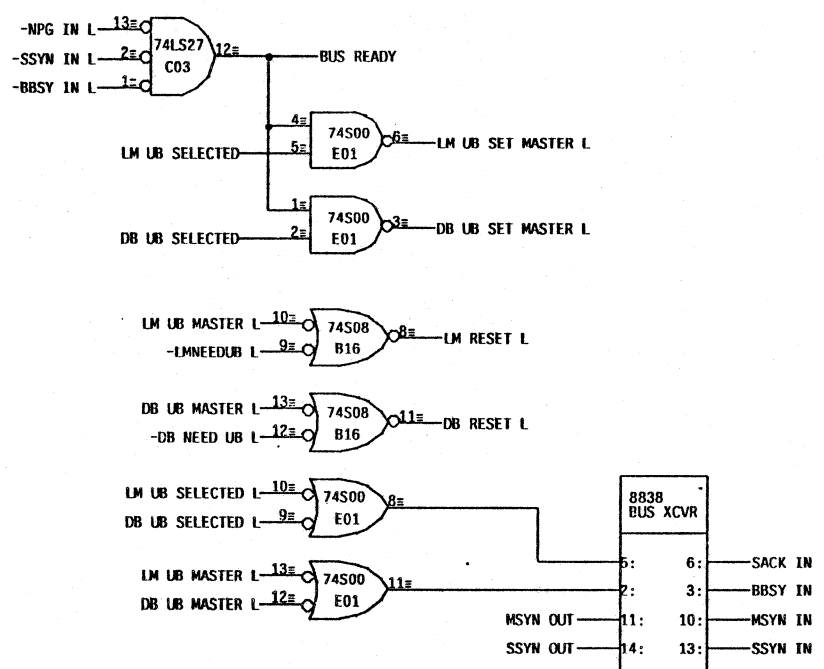 -NPG IN L 13
-SSYN IN L 2 74LS27 12 BUS READY
C03
-BBSY IN L 1
4
74S00 6 LM UB SET MASTER L
LM UB SELECTED 5 E01
1
74S00 3 DB UB SET MASTER L
DB UB SELECTED 2 E01
LM UB MASTER L 10 74S08 8 LM RESET L
-LMNEEDUB L 9 B16
DB UB MASTER L 13 74S08 11 DB RESET L
-DB NEED UB L 12 B16
LM UB SELECTED L 10 74S00 8
DB UB SELECTED L 9 E01
8838
BUS XCVR
5: 6: SACK IN
LM UB MASTER L 13 74S00 11 2: 3: BBSY IN
DB UB MASTER L 12 E01
MSYN OUT 11: 10: MSYN IN
SSYN OUT 14: 13: SSYN IN